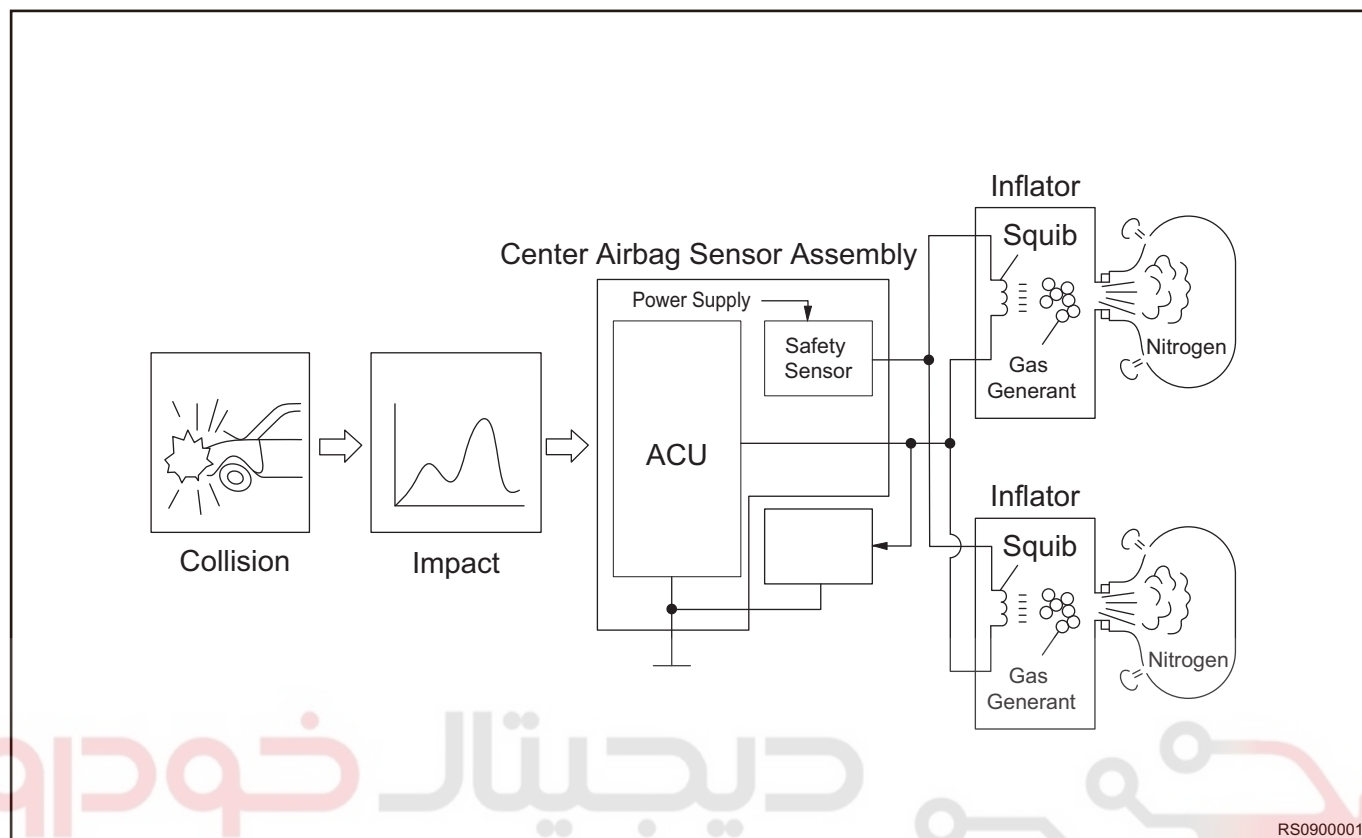 Inflator
Squib
Gas
Generant
Nitrogen
Center Airbag Sensor Assembly
Power Supply
Safety
Sensor
ACU
Collision
Impact
Inflator
Squib
Gas
Generant
Nitrogen
دیجیتال خودرو
RS0900001